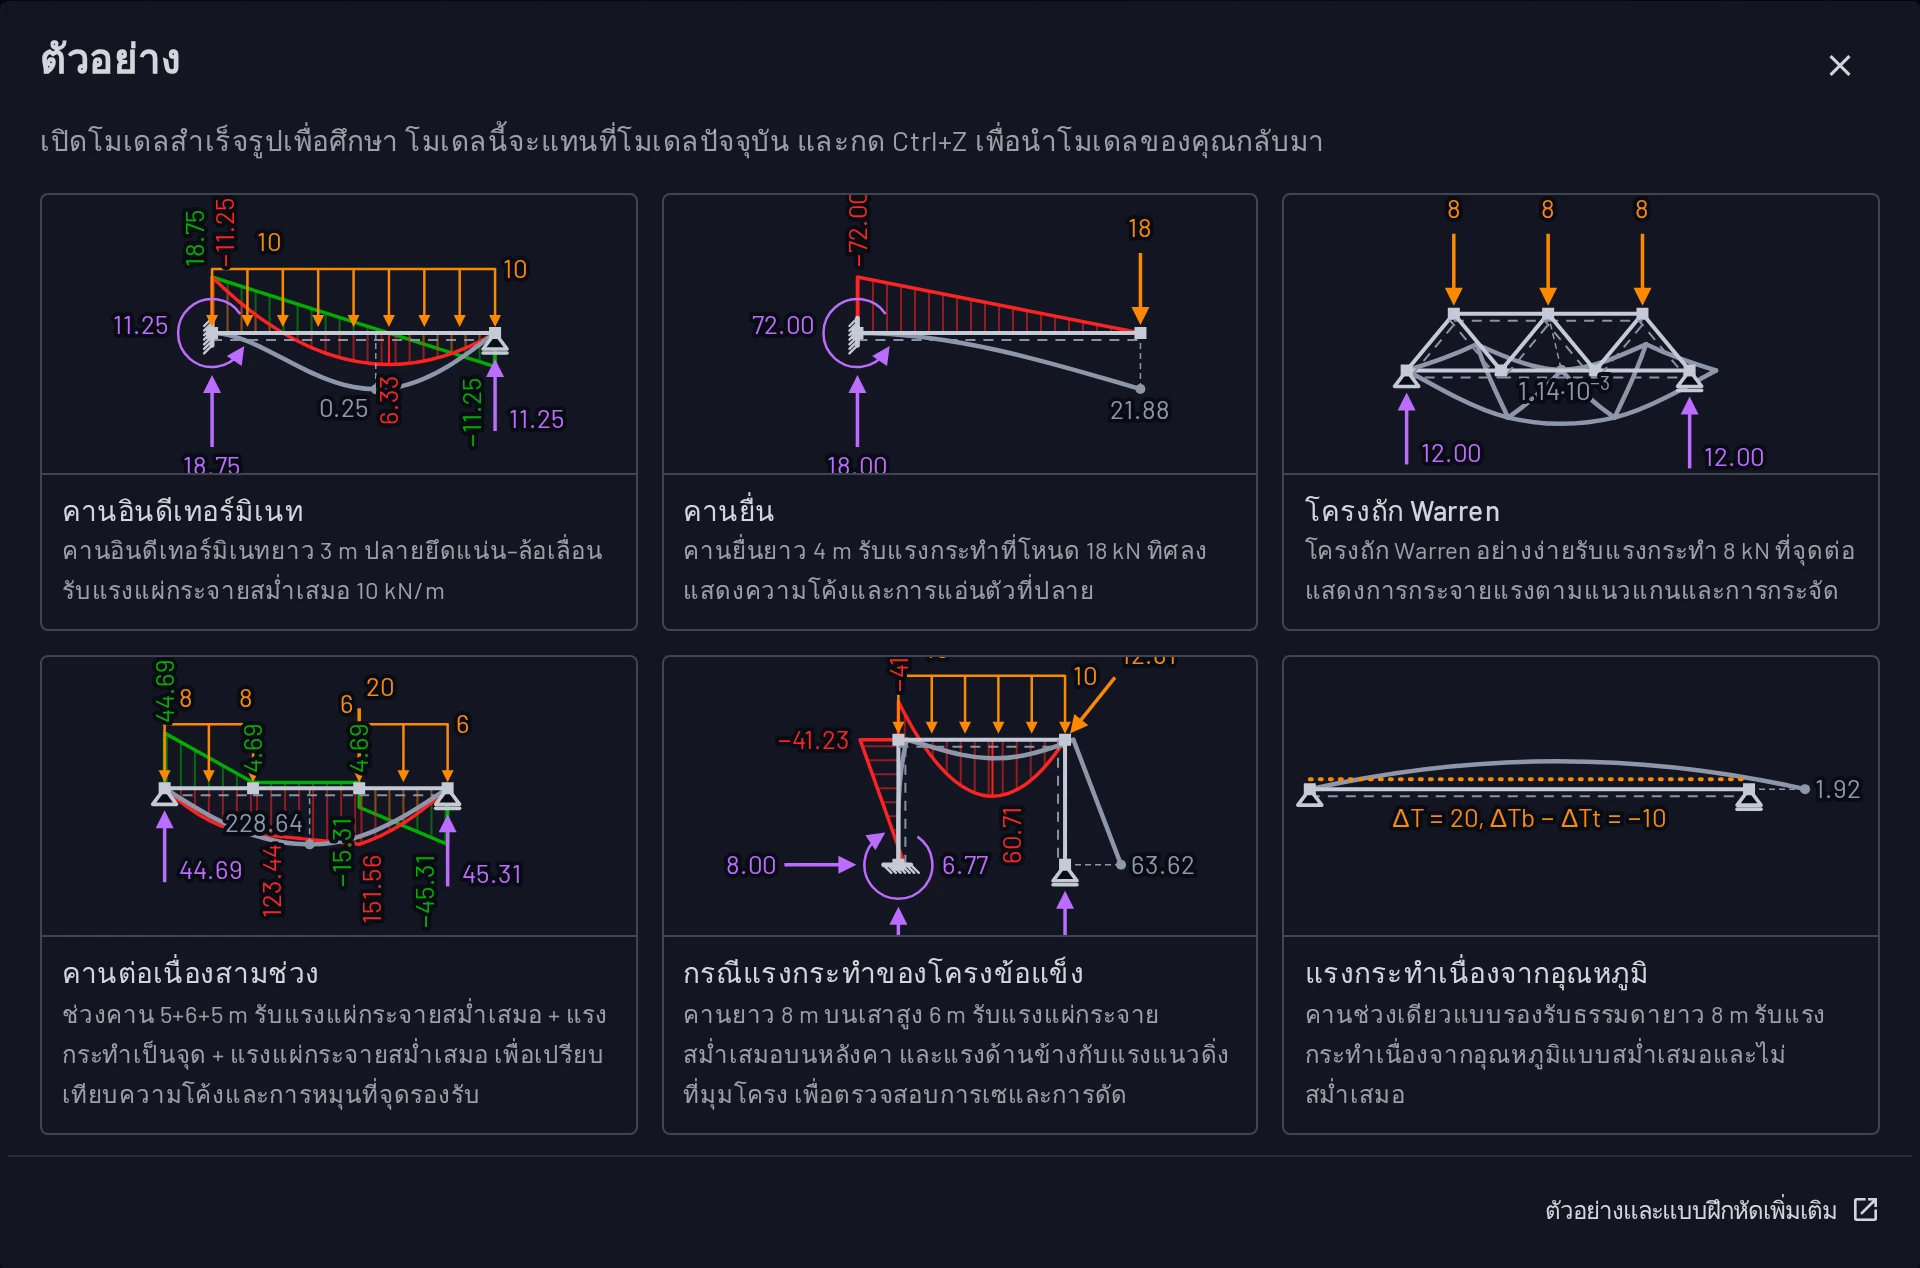 ตัวอย่าง
เปิดโมเดลสำเร็จรูปเพื่อศึกษา โมเดลนี้จะแทนที่โมเดลปัจจุบัน และกด Ctrl+Z เพื่อนำโมเดลของคุณกลับมา
18.75
−11.25
10
10
11.25
0.25
6.33
−11.25
11.25
18.75
คานอินดีเทอร์มิเนท
คานอินดีเทอร์มิเนทยาว 3 m ปลายยึดแน่น–ล้อเลื่อน
รับแรงแผ่กระจายสม่ำเสมอ 10 kN/m
−72.00
18
72.00
21.88
18.00
คานยื่น
คานยื่นยาว 4 m รับแรงกระทำที่โหนด 18 kN ทิศลง
แสดงความโค้งและการแอ่นตัวที่ปลาย
8
8
8
1.14·10⁻³
12.00
12.00
โครงถัก Warren
โครงถัก Warren อย่างง่ายรับแรงกระทำ 8 kN ที่จุดต่อ
แสดงการกระจายแรงตามแนวแกนและการกระจัด
44.69
8
8
4.69
6
20
4.69
6
228.64
44.69
123.44
−15.31
151.56
−45.31
45.31
คานต่อเนื่องสามช่วง
ช่วงคาน 5+6+5 m รับแรงแผ่กระจายสม่ำเสมอ + แรง
กระทำเป็นจุด + แรงแผ่กระจายสม่ำเสมอ เพื่อเปรียบ
เทียบความโค้งและการหมุนที่จุดรองรับ
−41
10
12.81
−41.23
60.71
8.00
6.77
63.62
กรณีแรงกระทำของโครงข้อแข็ง
คานยาว 8 m บนเสาสูง 6 m รับแรงแผ่กระจาย
สม่ำเสมอบนหลังคา และแรงด้านข้างกับแรงแนวดิ่ง
ที่มุมโครง เพื่อตรวจสอบการเซและการดัด
1.92
ΔT = 20, ΔTb − ΔTt = −10
แรงกระทำเนื่องจากอุณหภูมิ
คานช่วงเดียวแบบรองรับธรรมดายาว 8 m รับแรง
กระทำเนื่องจากอุณหภูมิแบบสม่ำเสมอและไม่
สม่ำเสมอ
ตัวอย่างและแบบฝึกหัดเพิ่มเติม